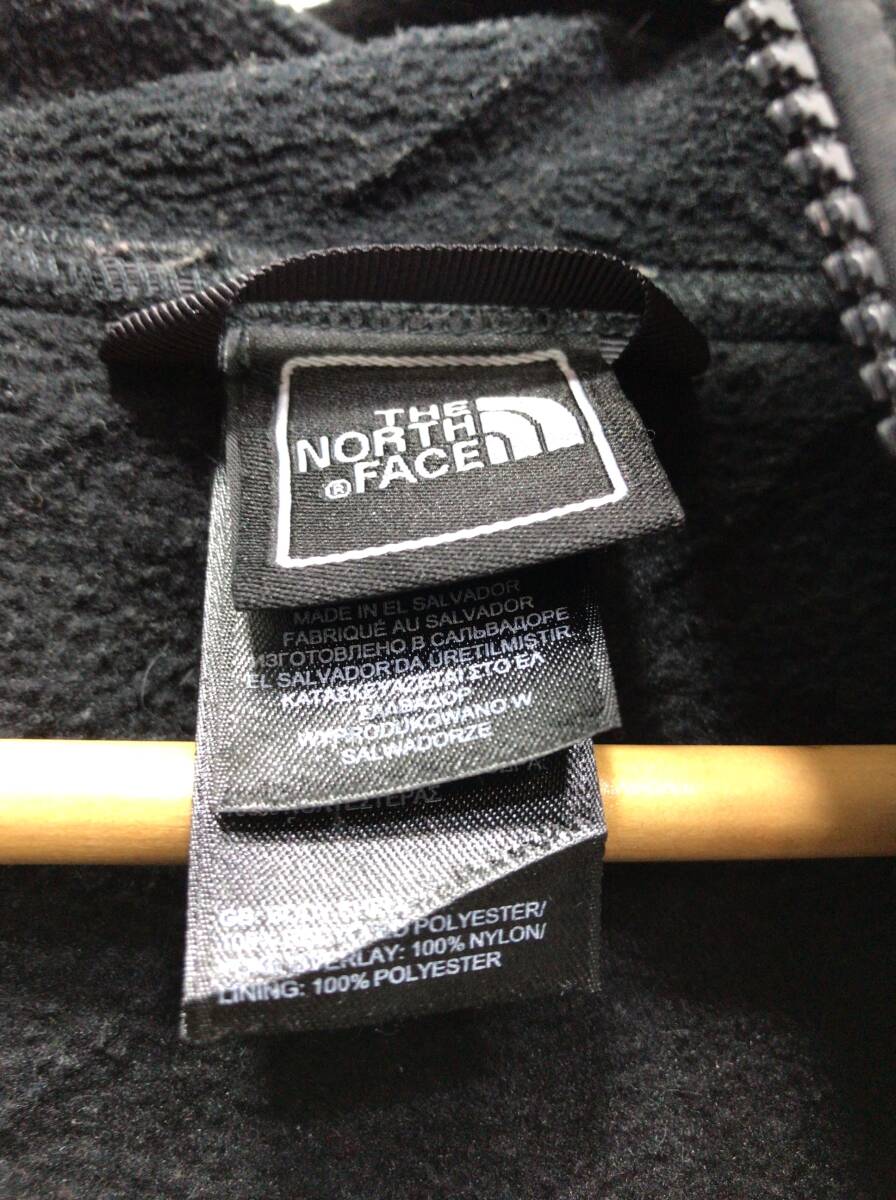 THE
NORTH
®FACE
MADE IN EL SALVADOR
FABRIQUÉ AU SALVADOR
ИЗГОТОВЛЕНО В САЛЬВАДОРЕ
EL SALVADOR'DA ÜRETILMIŞTIR
ΚΑΤΑΣΚΕΥΑΖΕΤΑΙ ΣΤΟ ΕΛ
ΣΑΛΒΑΔΟΡ
WYPRODUKOWANO W
SALWADORZE
GB:
POLYESTER/
OVERLAY: 100% NYLON/
LINING: 100% POLYESTER